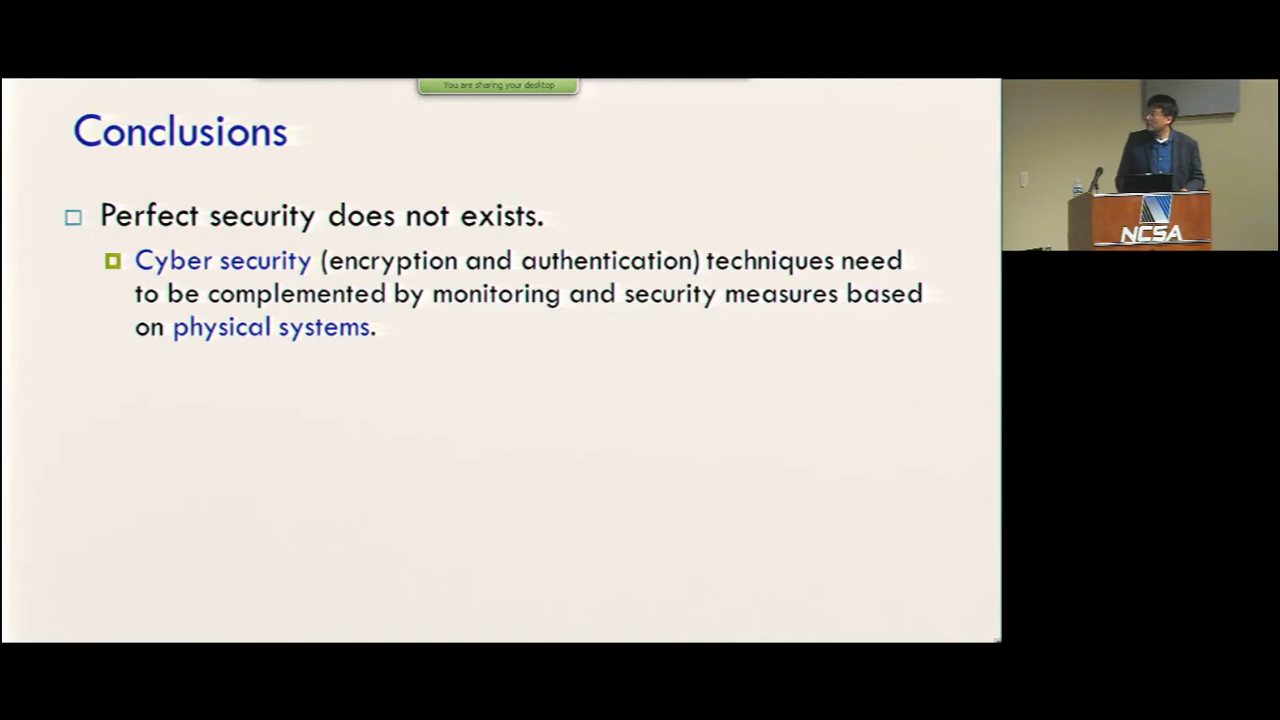 You are sharing your desktop
Conclusions
Perfect security does not exists.
Cyber security (encryption and authentication) techniques need
to be complemented by monitoring and security measures based
on physical systems.
NCSA